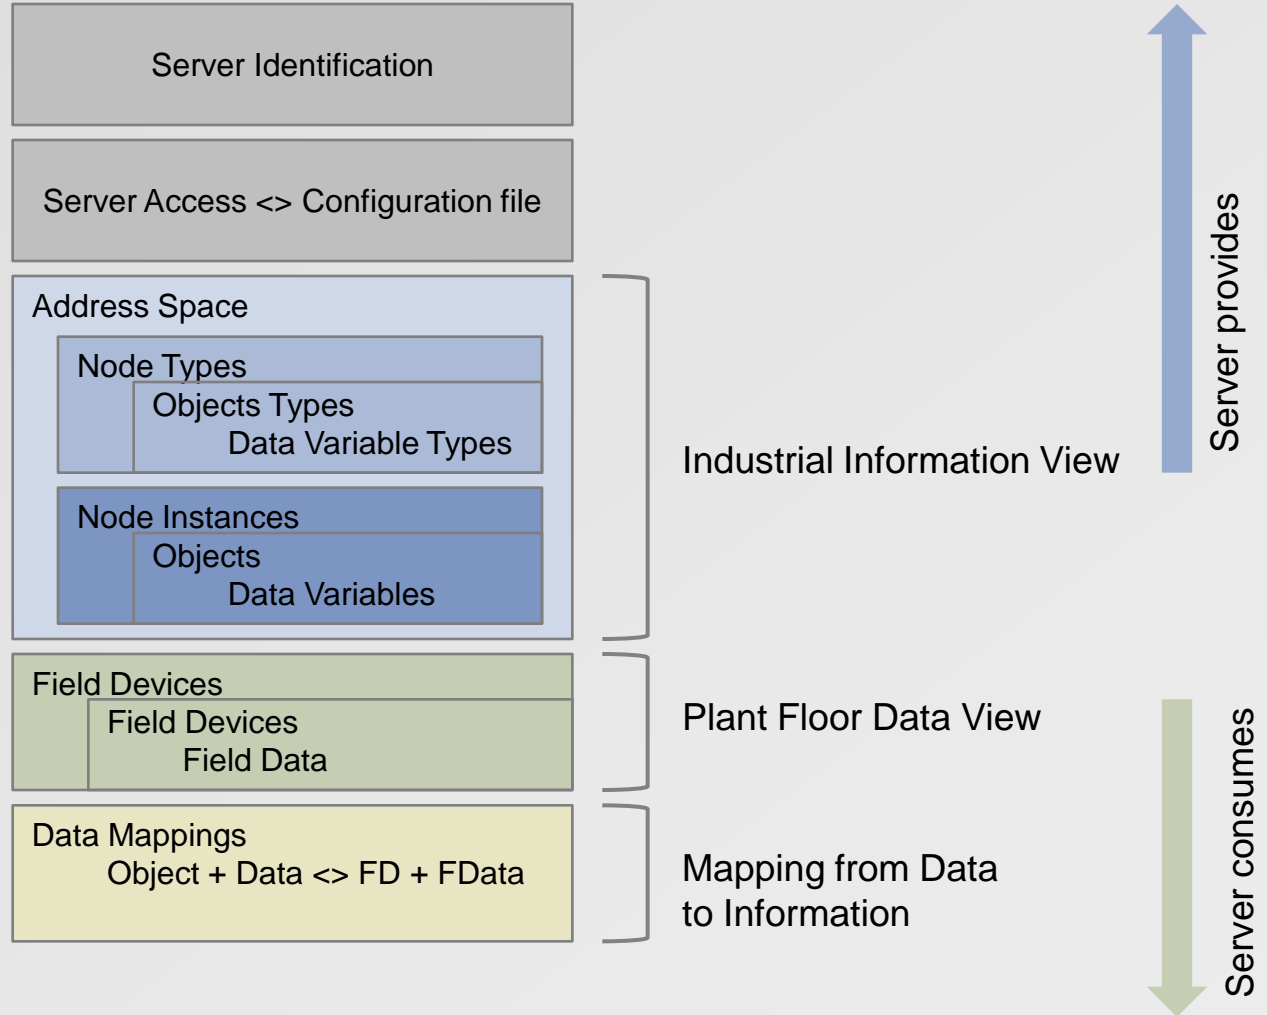 Server Identification
Server Access <> Configuration file
Address Space
Node Types
Objects Types
Data Variable Types
Node Instances
Objects
Data Variables
Industrial Information View
Server provides
Field Devices
Field Devices
Field Data
Plant Floor Data View
Data Mappings
Object + Data <> FD + FData
Mapping from Data
to Information
Server consumes